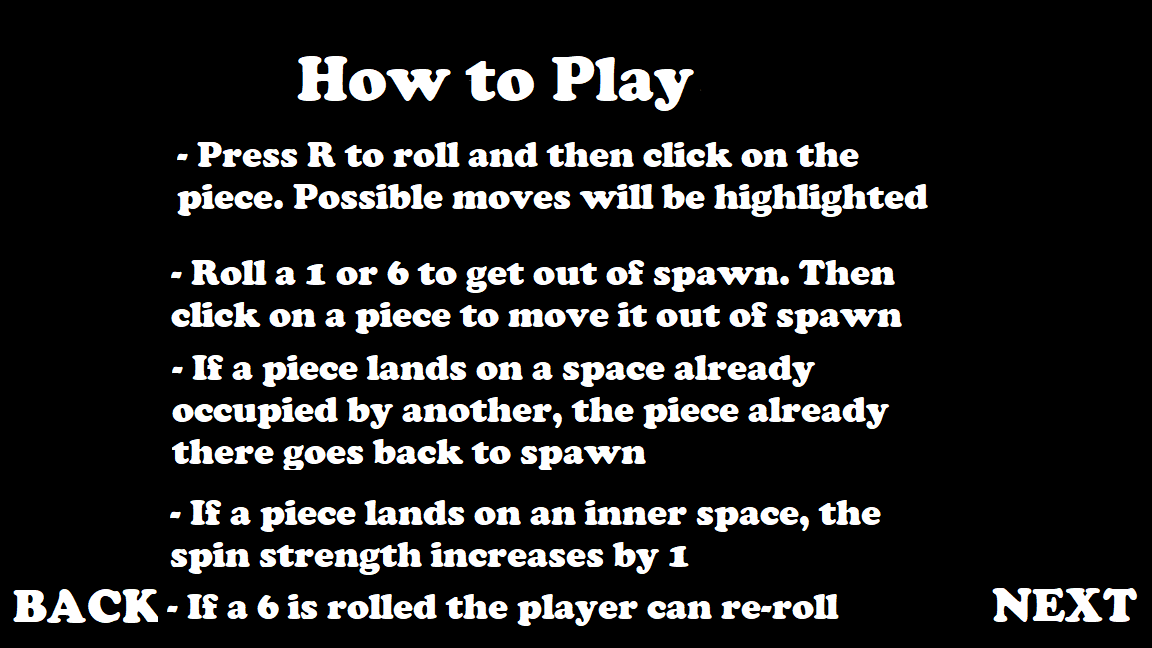 How to Play
- Press R to roll and then click on the
piece. Possible moves will be highlighted
- Roll a 1 or 6 to get out of spawn. Then
click on a piece to move it out of spawn
- If a piece lands on a space already
occupied by another, the piece already
there goes back to spawn
- If a piece lands on an inner space, the
spin strength increases by 1
- If a 6 is rolled the player can re-roll
BACK
NEXT